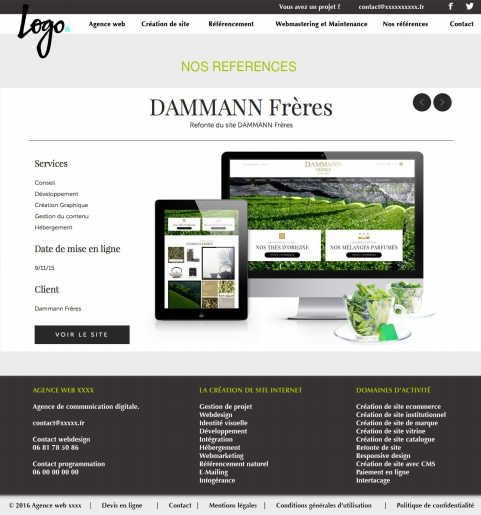 Vous avez un projet ? contact@xxxxxxxxxx.fr
Logo.
Agence web Création de site Référencement Webmastering et Maintenance Nos références Contact
NOS REFERENCES
DAMMANN Frères
Refonte du site DAMMANN Frères
Services
Conseil
Développement
Création Graphique
Gestion du contenu
Hébergement
Date de mise en ligne
9/11/15
Client
Dammann Frères
VOIR LE SITE
DAMMANN
FRÈRES
NOS THÉS D'ORIGINE
NOS MÉLANGES PARFUMÉS
AGENCE WEB XXXX
Agence de communication digitale.
contact@xxxxx.fr
Contact webdesign
06 81 78 50 86
Contact programmation
06 00 00 00 00
LA CRÉATION DE SITE INTERNET
Gestion de projet
Webdesign
Identité visuelle
Développement
Intégration
Hébergement
Webmarketing
Référencement naturel
E-Mailing
Infogérance
DOMAINES D'ACTIVITÉ
Création de site ecommerce
Création de site institutionnel
Création de site de marque
Création de site vitrine
Création de site catalogue
Refonte de site
Responsive design
Création de site avec CMS
Paiement en ligne
Interfacage
© 2016 Agence web xxxx | Devis en ligne | Contact | Mentions légales | Conditions générales d'utilisation | Politique de confidentialité